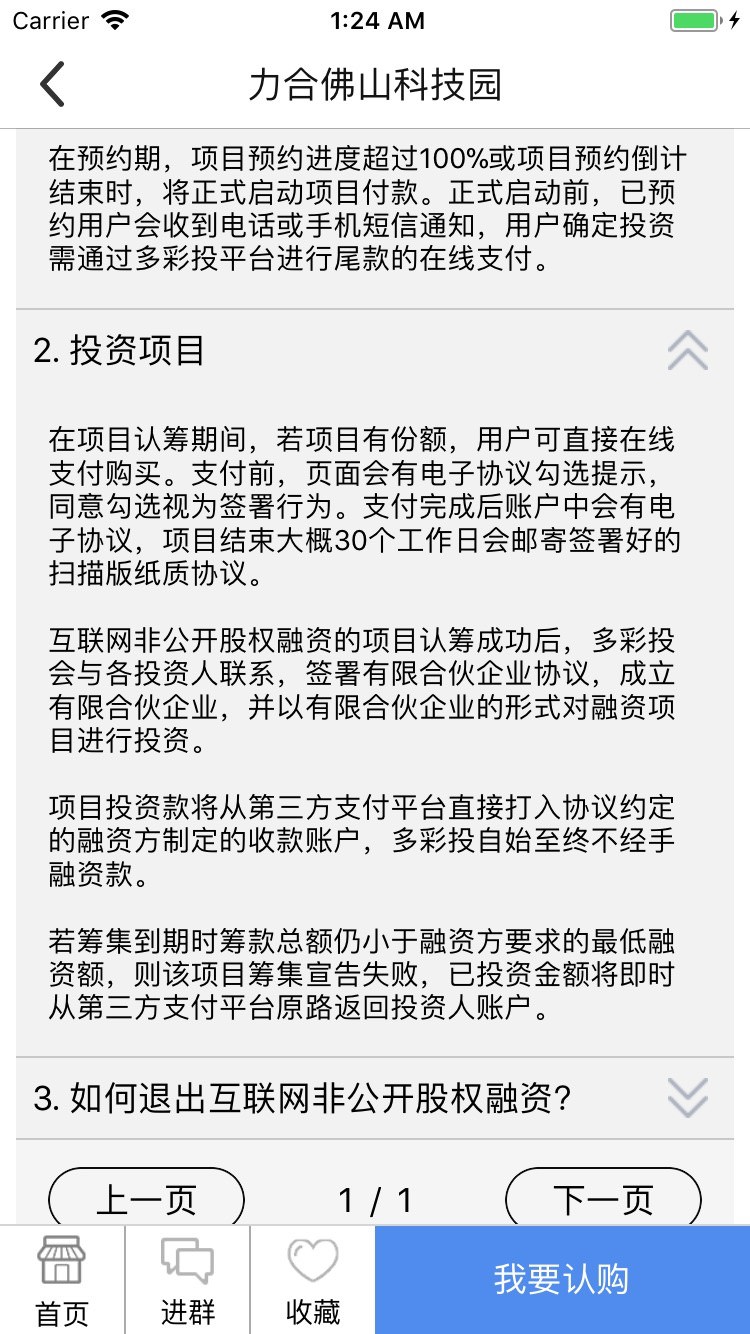 Carrier 1:24 AM
力合佛山科技园
在预约期，项目预约进度超过100%或项目预约倒计
结束时，将正式启动项目付款。正式启动前，已预
约用户会收到电话或手机短信通知，用户确定投资
需通过多彩投平台进行尾款的在线支付。
2. 投资项目
在项目认筹期间，若项目有份额，用户可直接在线
支付购买。支付前，页面会有电子协议勾选提示，
同意勾选视为签署行为。支付完成后账户中会有电
子协议，项目结束大概30个工作日会邮寄签署好的
扫描版纸质协议。
互联网非公开股权融资的项目认筹成功后，多彩投
会与各投资人联系，签署有限合伙企业协议，成立
有限合伙企业，并以有限合伙企业的形式对融资项
目进行投资。
项目投资款将从第三方支付平台直接打入协议约定
的融资方制定的收款账户，多彩投自始至终不经手
融资款。
若筹集到期时筹款总额仍小于融资方要求的最低融
资额，则该项目筹集宣告失败，已投资金额将即时
从第三方支付平台原路返回投资人账户。
3. 如何退出互联网非公开股权融资?
上一页 1 / 1 下一页
首页 进群 收藏 我要认购